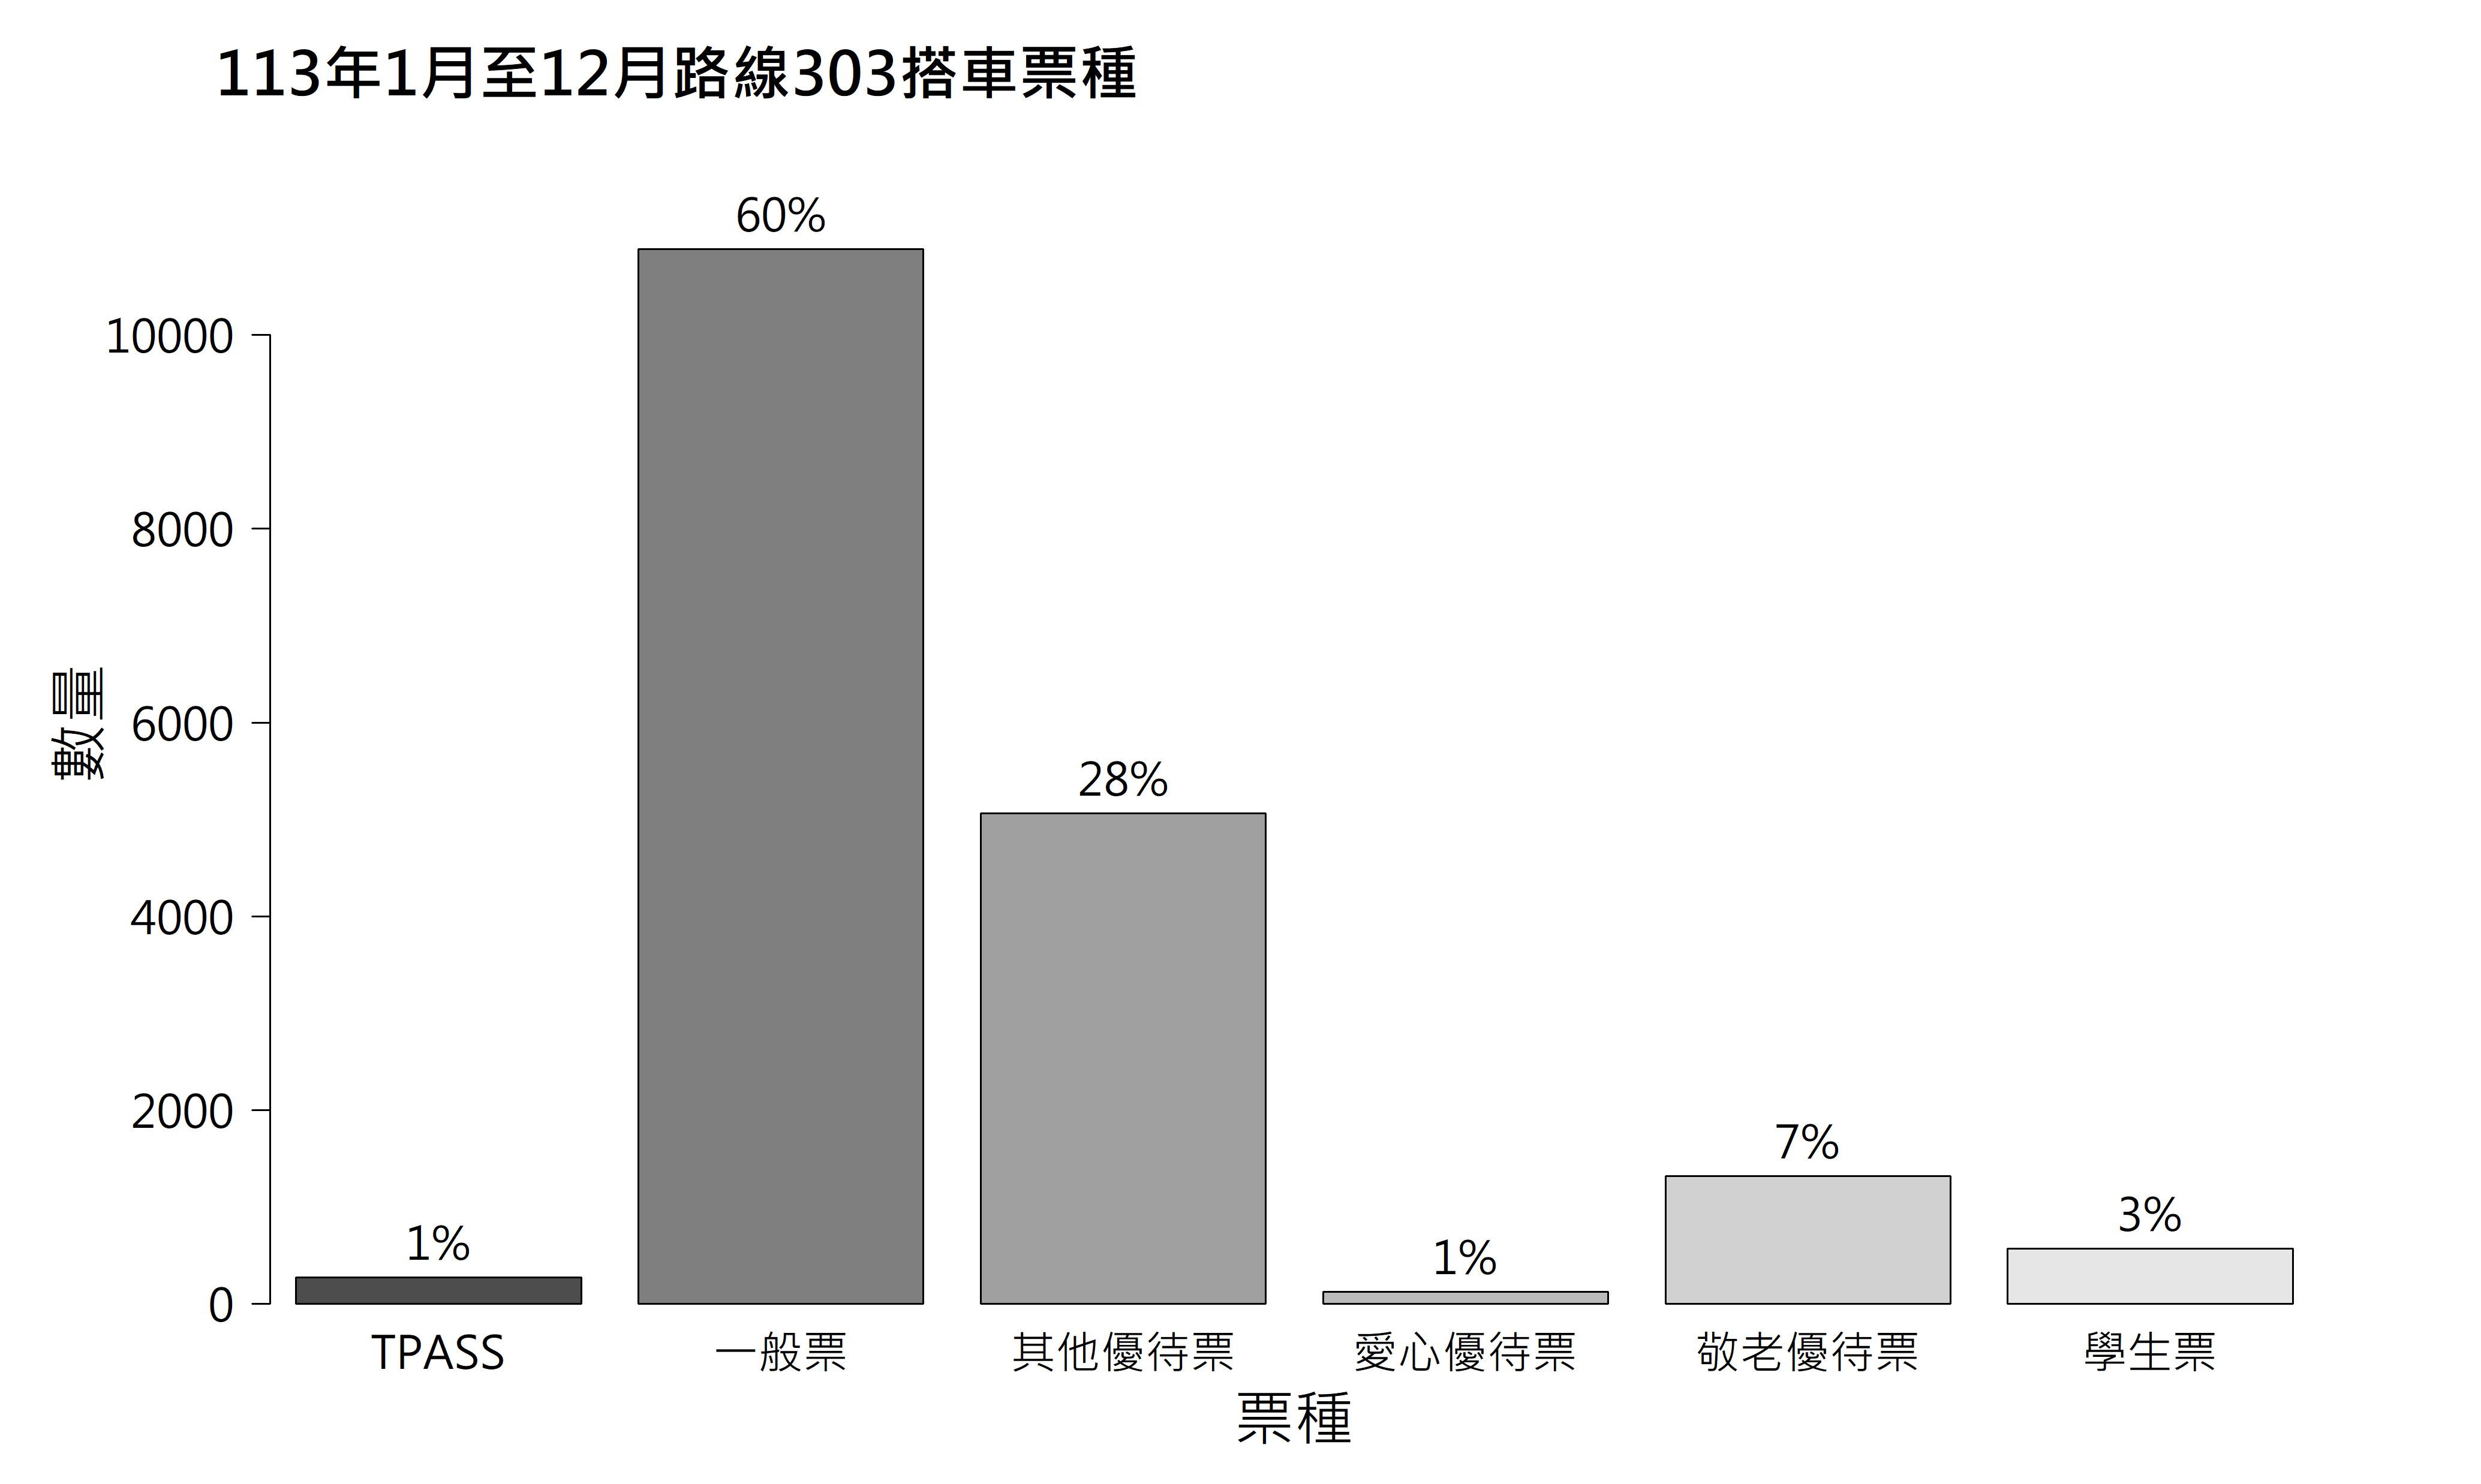 113年1月至12月路線303搭車票種
數量
10000
8000
6000
4000
2000
0
1%
60%
28%
1%
7%
3%
TPASS
一般票
其他優待票
愛心優待票
敬老優待票
學生票
票種